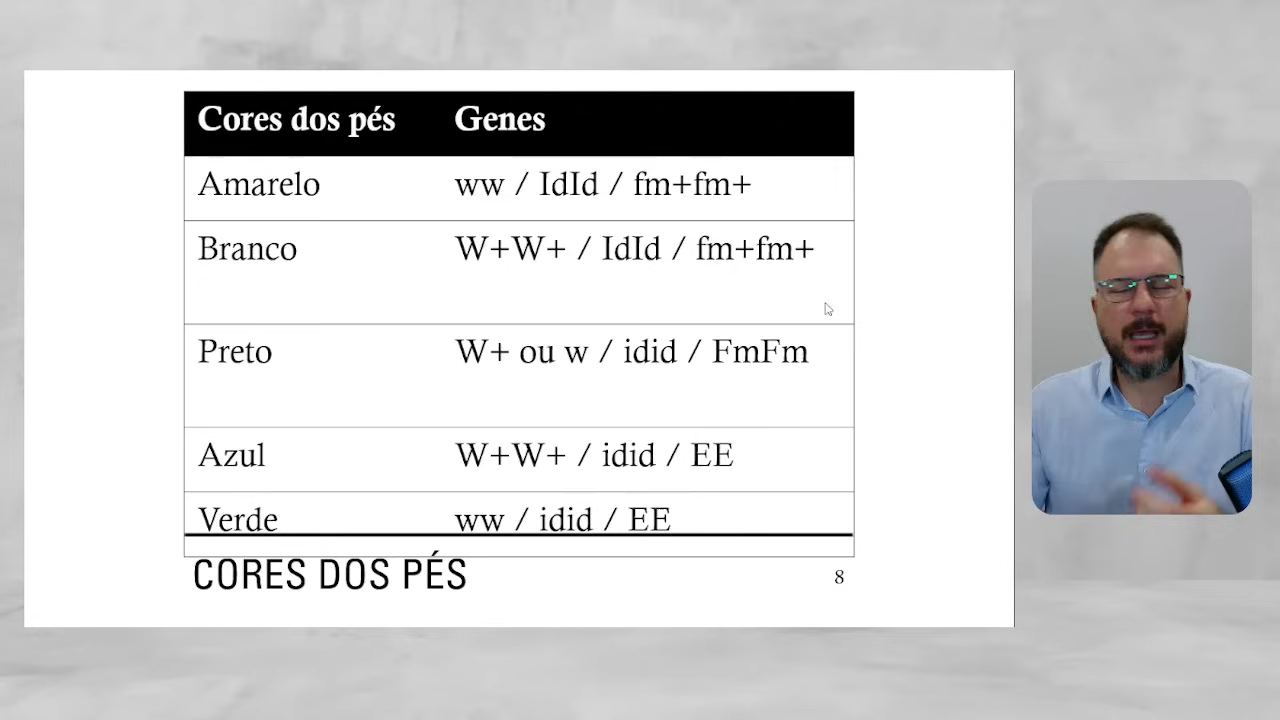 Cores dos pés Genes
Amarelo ww / IdId / fm+fm+
Branco W+W+ / IdId / fm+fm+
Preto W+ ou w / idid / FmFm
Azul W+W+ / idid / EE
Verde ww / idid / EE
CORES DOS PÉS 8